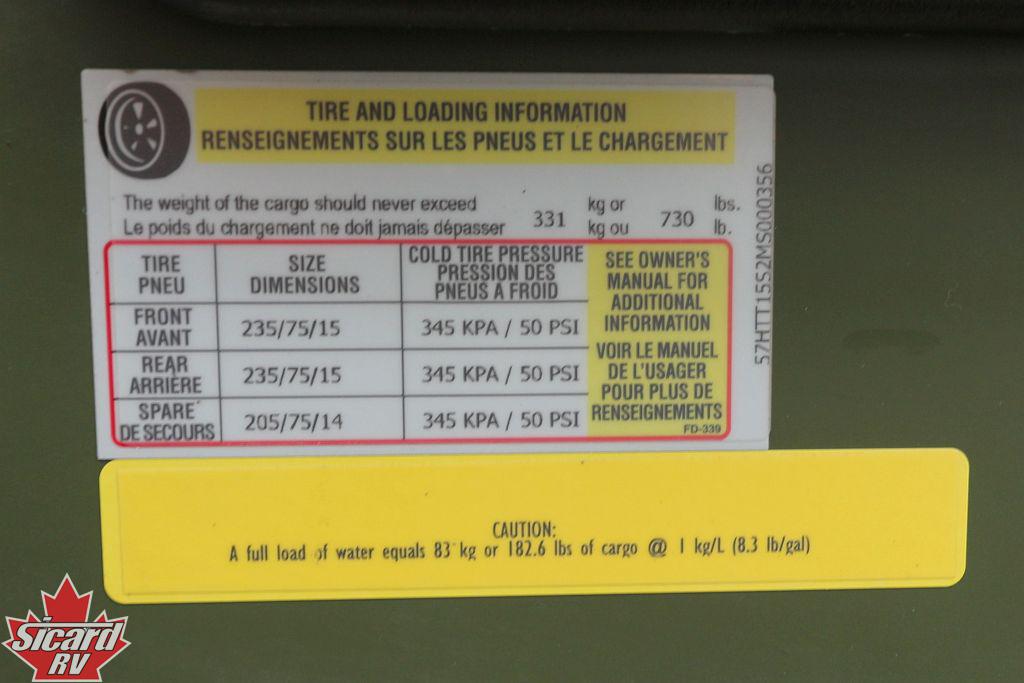 TIRE AND LOADING INFORMATION
RENSEIGNEMENTS SUR LES PNEUS ET LE CHARGEMENT
The weight of the cargo should never exceed kg or lbs.
Le poids du chargement ne doit jamais dépasser 331 kg ou 730 lb.
TIRE
PNEU
SIZE
DIMENSIONS
COLD TIRE PRESSURE
PRESSION DES
PNEUS A FROID
FRONT
AVANT
235/75/15
345 KPA / 50 PSI
REAR
ARRIÈRE
235/75/15
345 KPA / 50 PSI
SPARE
DE SECOURS
205/75/14
345 KPA / 50 PSI
SEE OWNER'S
MANUAL FOR
ADDITIONAL
INFORMATION
VOIR LE MANUEL
DE L'USAGER
POUR PLUS DE
RENSEIGNEMENTS
FD-339
57HTT15S2MS000356
CAUTION:
A full load of water equals 83 kg or 182.6 lbs of cargo @ 1 kg/L (8.3 lb/gal)
Sicard
RV